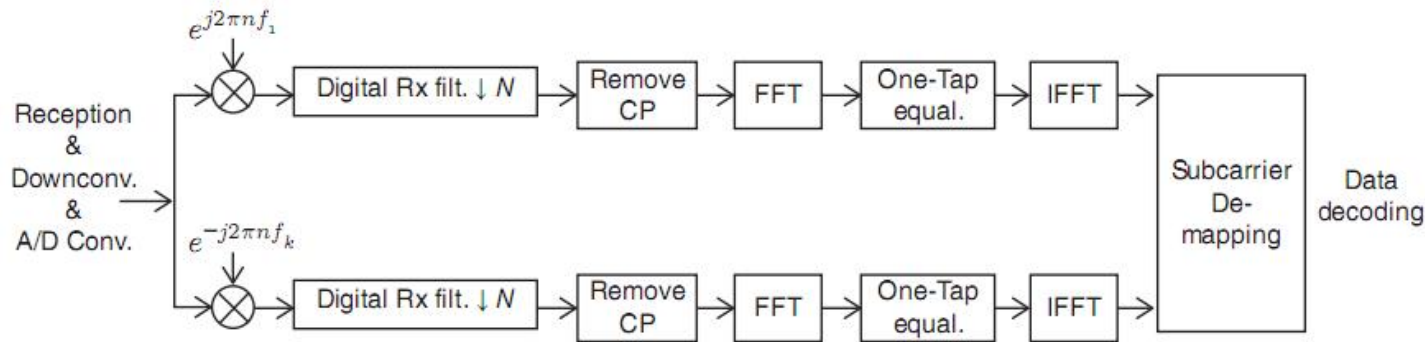 e^{j2πnf_1}
Digital Rx filt. ↓ N
Remove
CP
FFT
One-Tap
equal.
IFFT
Reception
&
Downconv.
&
A/D Conv.
Subcarrier
De-
mapping
Data
decoding
e^{-j2πnf_k}
Digital Rx filt. ↓ N
Remove
CP
FFT
One-Tap
equal.
IFFT